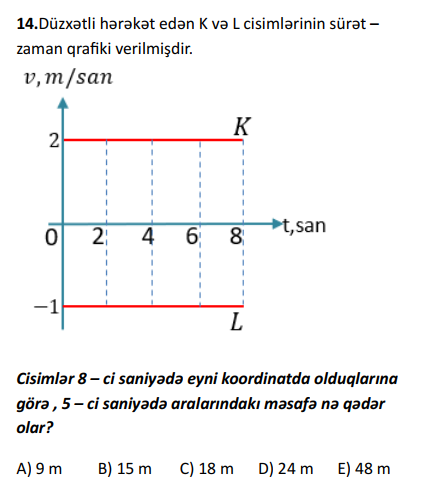 14.Düzxətli hərəkət edən K və L cisimlərinin sürət –
zaman qrafiki verilmişdir.
v, m/san
K
2
0 2 4 6 8 t,san
−1
L
Cisimlər 8 – ci saniyədə eyni koordinatda olduqlarına
görə , 5 – ci saniyədə aralarındakı məsafə nə qədər
olar?
A) 9 m B) 15 m C) 18 m D) 24 m E) 48 m